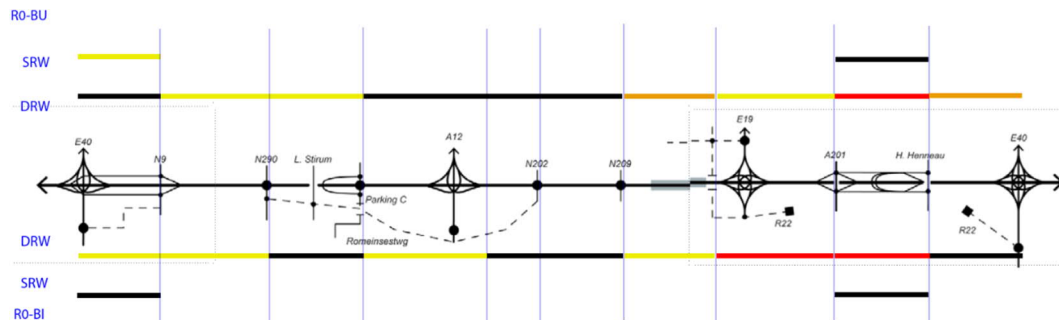 R0-BU
SRW
DRW
E40
N9
N290
L. Stirum
A12
N202
N209
E19
A201
H. Henneau
E40
Parking C
Romeinsestwg
R22
R22
DRW
SRW
R0-BI